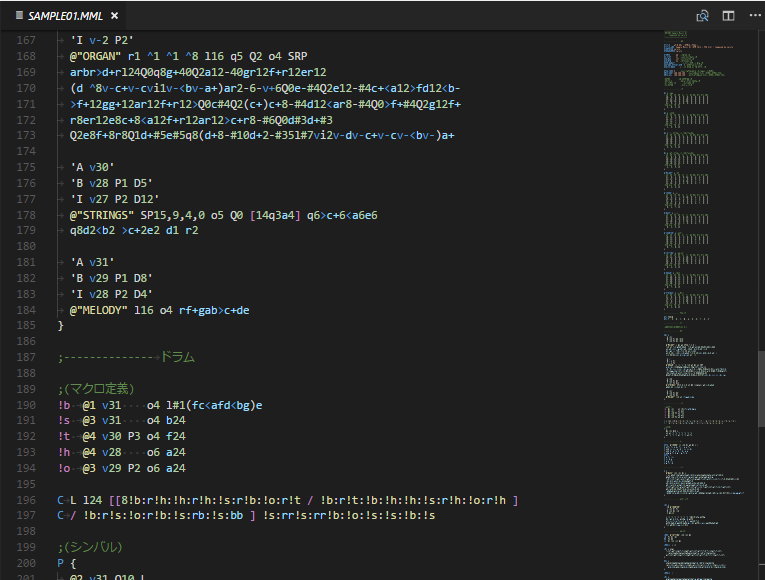 SAMPLE01.MML
167 'I v-2 P2'
168 @"ORGAN" r1 ^1 ^1 ^8 l16 q5 Q2 o4 SRP
169 arbr>d+rl24Q0q8g+40Q2a12-40gr12f+r12er12
170 (d ^8v-c+v-cvi1v-<bv-a+)ar2-6-v+6Q0e-#4Q2e12-#4c+<a12>fd12<b-
171 >f+12gg+12ar12f+r12>Q0c#4Q2(c+)c+8-#4d12<ar8-#4Q0>f+#4Q2g12f+
172 r8er12e8c+8<a12f+r12ar12>c+r8-#6Q0d#3d+#3
173 Q2e8f+8r8Q1d+#5e#5q8(d+8-#10d+2-#35l#7vi2v-dv-c+v-cv-<bv-)a+
174
175 'A v30'
176 'B v28 P1 D5'
177 'I v27 P2 D12'
178 @"STRINGS" SP15,9,4,0 o5 Q0 [14q3a4] q6>c+6<a6e6
179 q8d2<b2 >c+2e2 d1 r2
180
181 'A v31'
182 'B v29 P1 D8'
183 'I v28 P2 D4'
184 @"MELODY" l16 o4 rf+gab>c+de
185 }
186
187 ;--------------ドラム
188
189 ;(マクロ定義)
190 !b @1 v31 o4 l#1(fc<afd<bg)e
191 !s @3 v31 o4 b24
192 !t @4 v30 P3 o4 f24
193 !h @4 v28 o6 a24
194 !o @3 v29 P2 o6 a24
195
196 C L l24 [[8!b:r!h:!h:r!h:!s:r!b:!o:r!t / !b:r!t:!b:!h:!h:!s:r!h:!o:r!h ]
197 C / !b:r!s:!o:r!b:!s:rb:!s:bb ] !s:rr!s:rr!b:!o:!s:!s:!b:!s
198
199 ;(シンバル)
200 P {